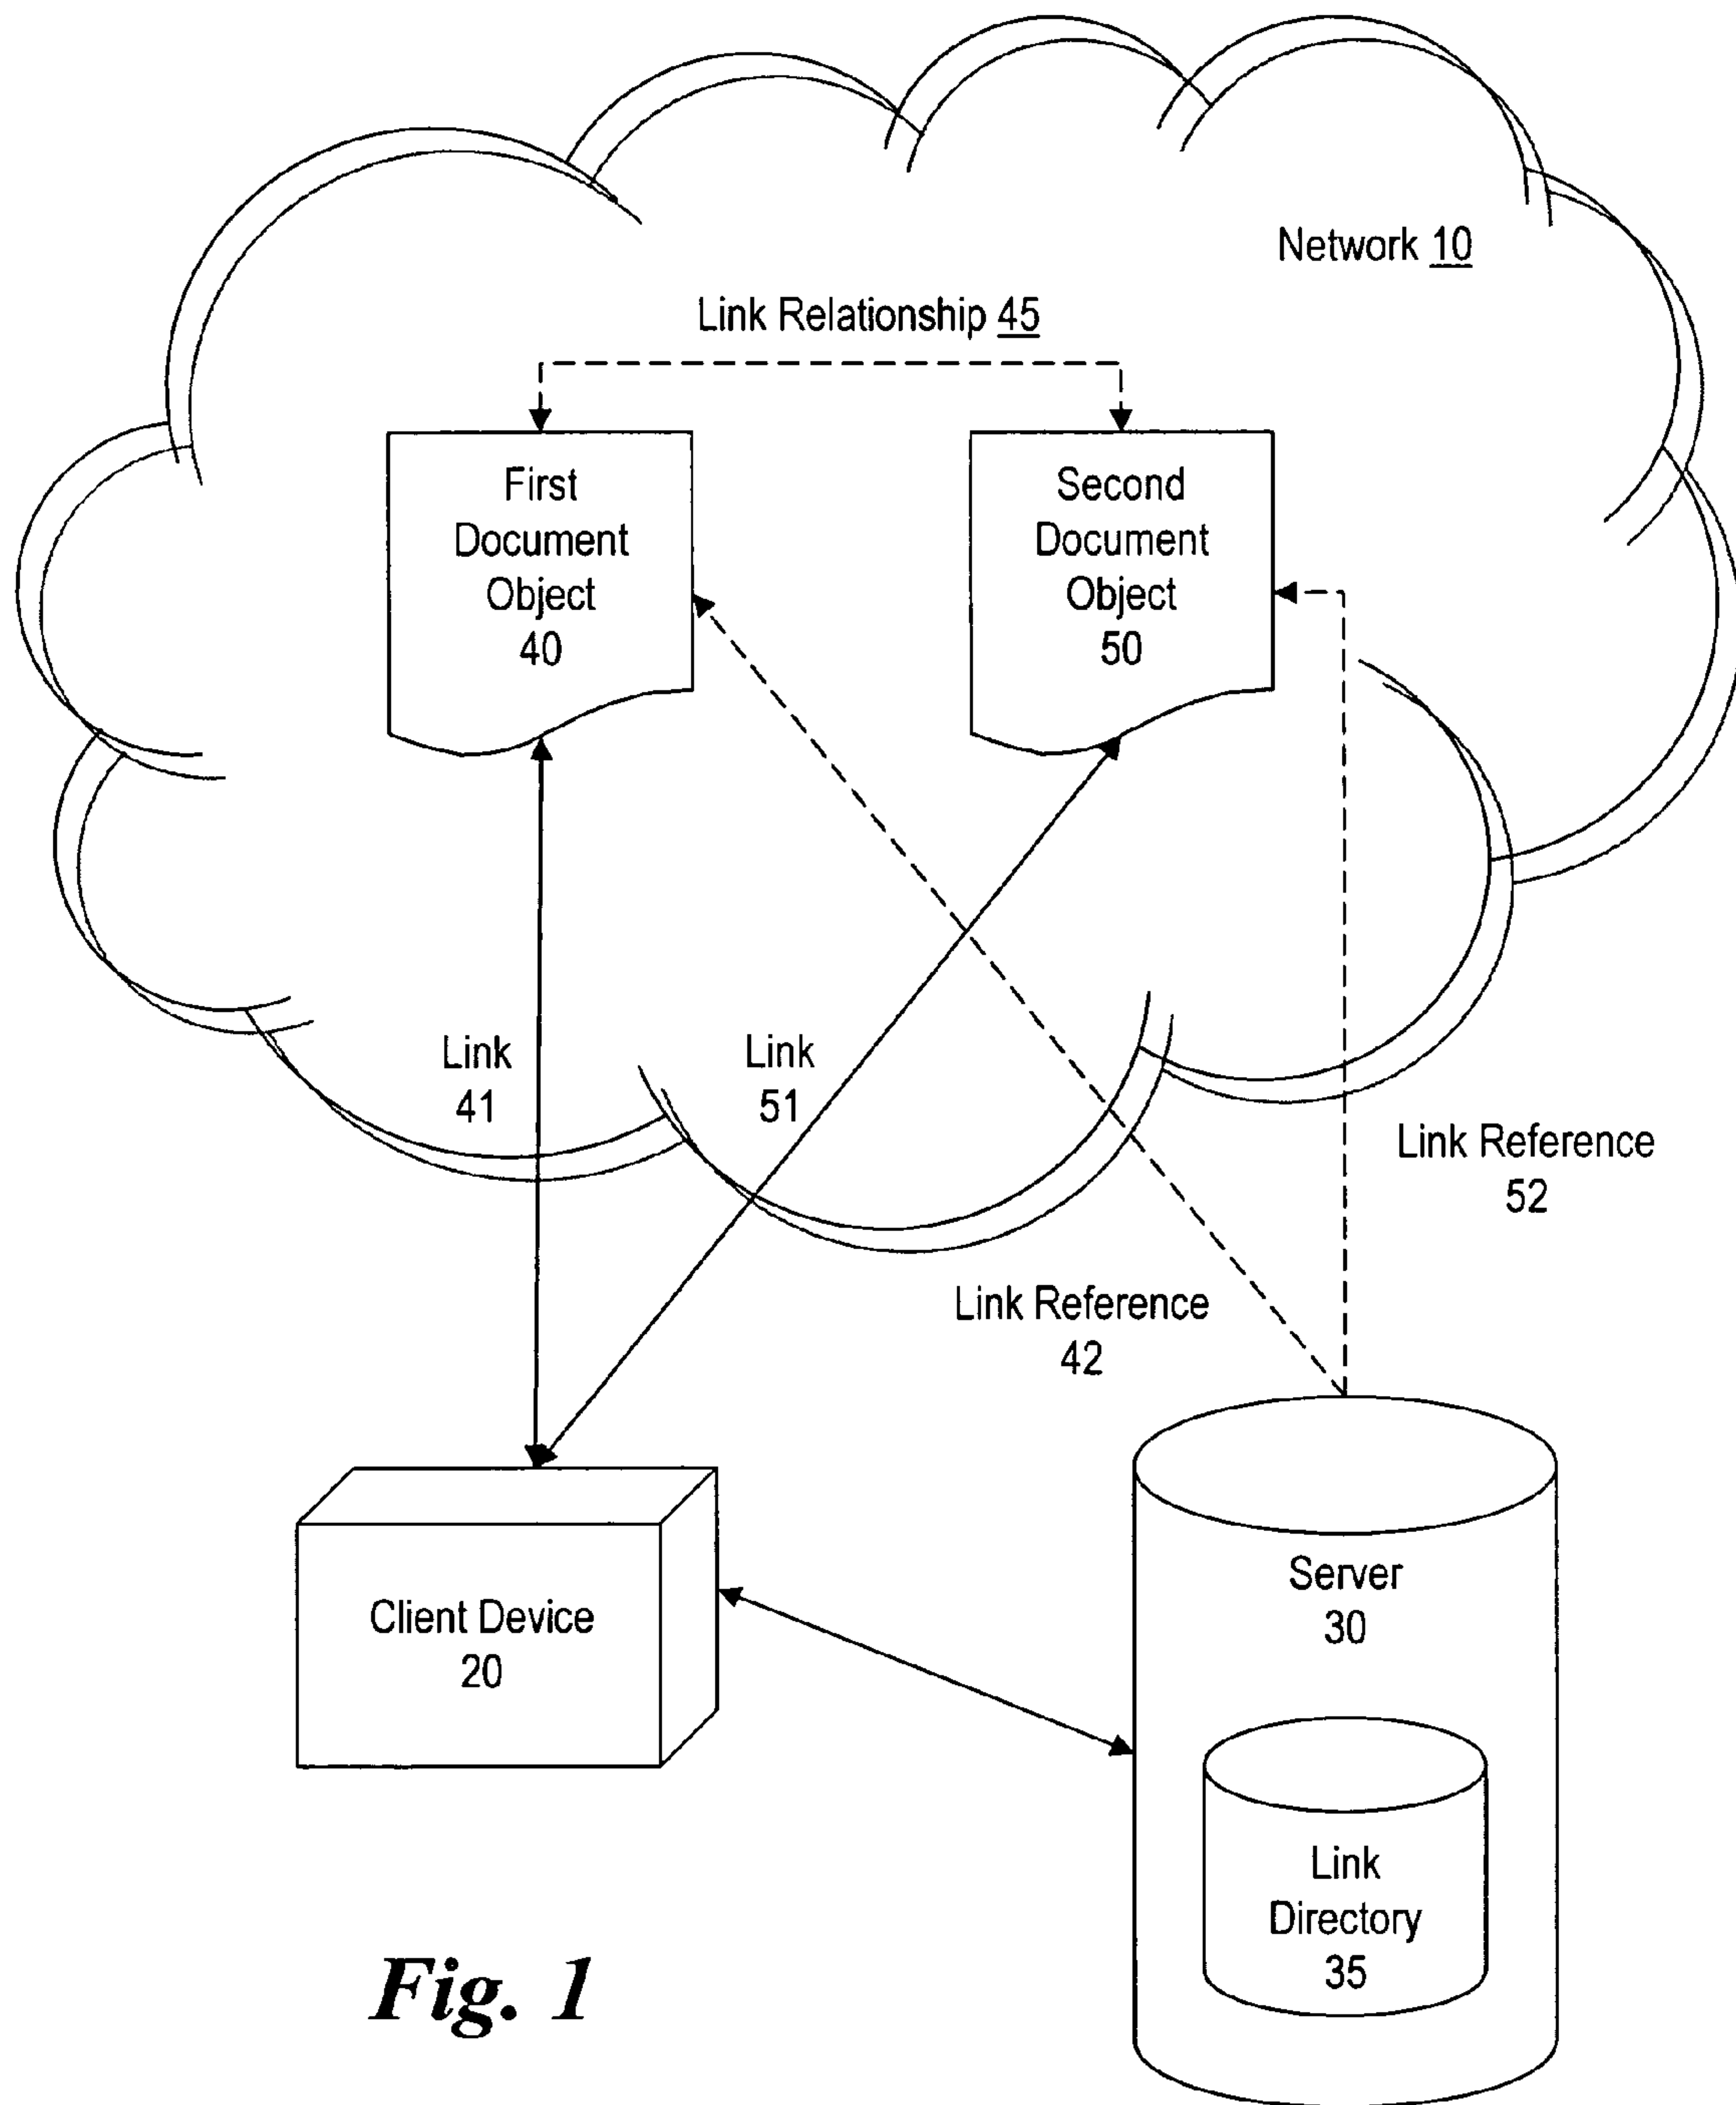 Network 10
Link Relationship 45
First
Document
Object
40
Second
Document
Object
50
Link
41
Link
51
Link Reference
52
Link Reference
42
Client Device
20
Server
30
Link
Directory
35
Fig. 1